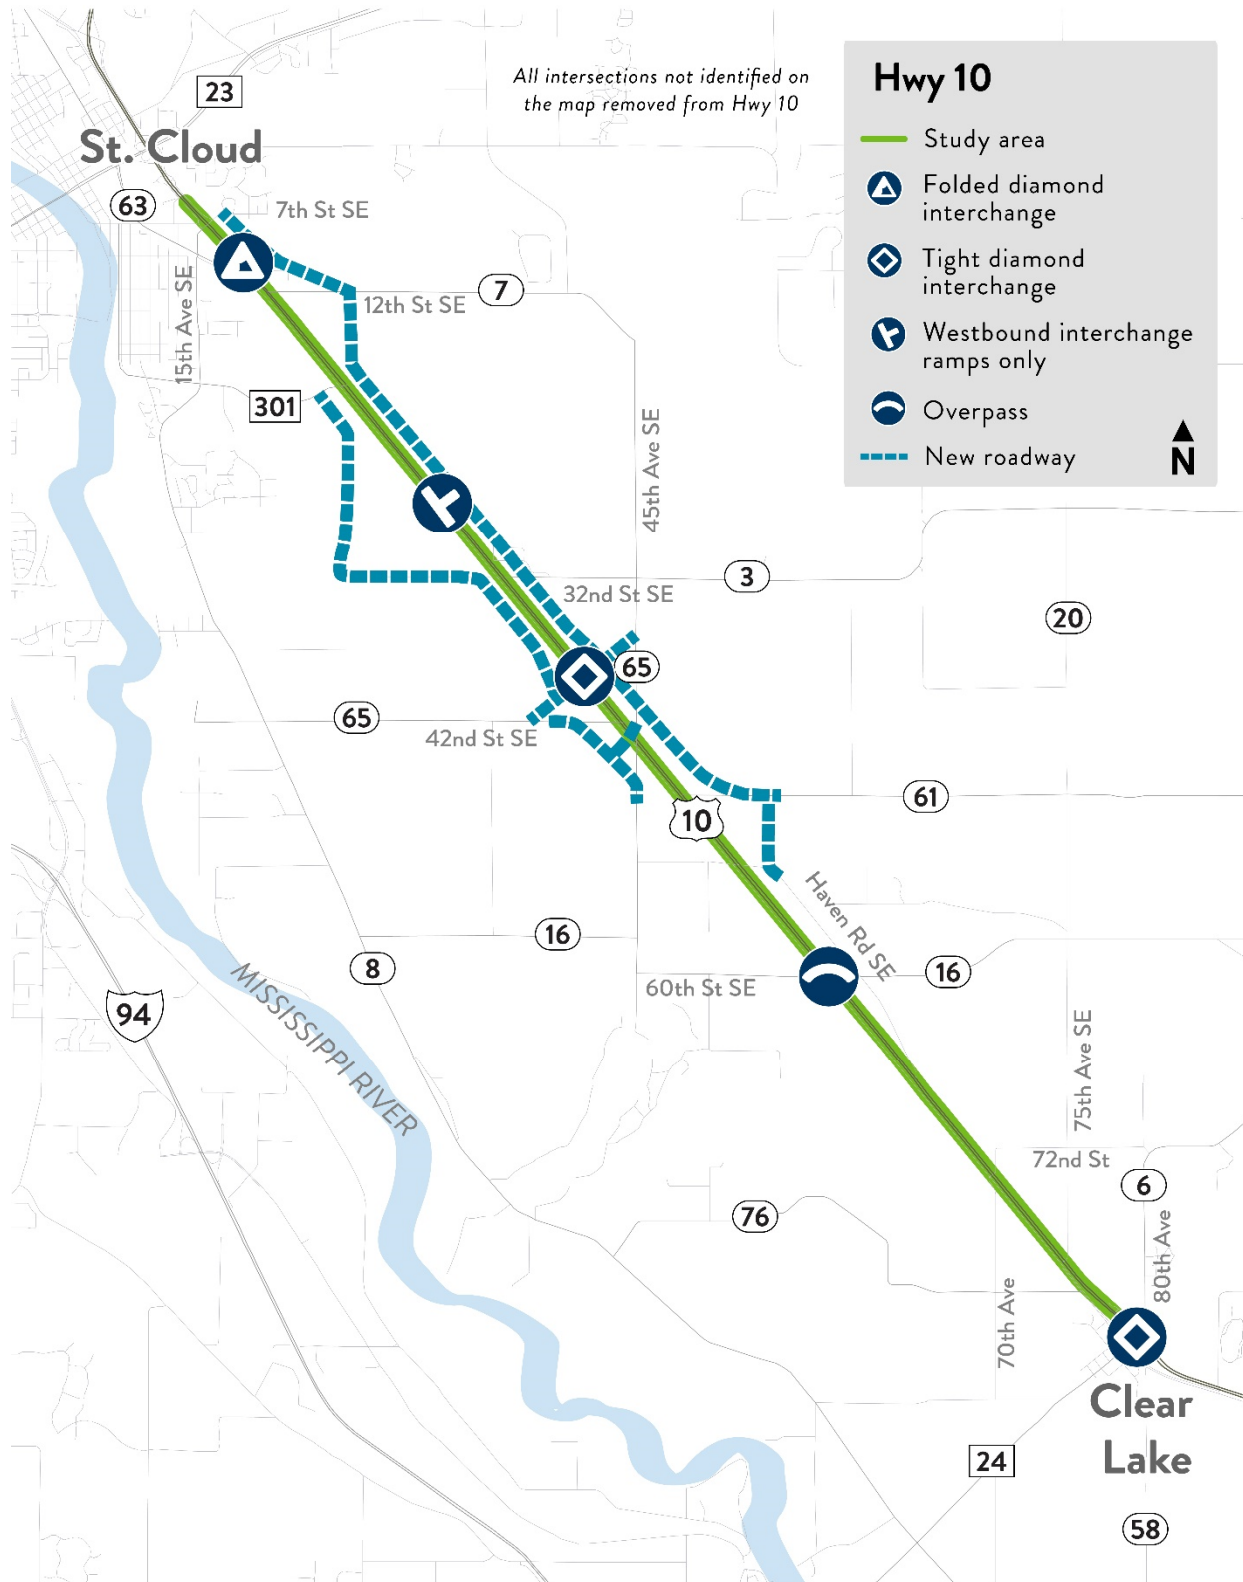 All intersections not identified on
the map removed from Hwy 10
Hwy 10
Study area
Folded diamond
interchange
Tight diamond
interchange
Westbound interchange
ramps only
Overpass
New roadway
N
23
St. Cloud
63
7th St SE
15th Ave SE
7
12th St SE
301
45th Ave SE
3
32nd St SE
20
65
65
42nd St SE
61
10
Haven Rd SE
16
8
16
60th St SE
94
MISSISSIPPI RIVER
75th Ave SE
72nd St
6
76
80th Ave
70th Ave
Clear
Lake
24
58